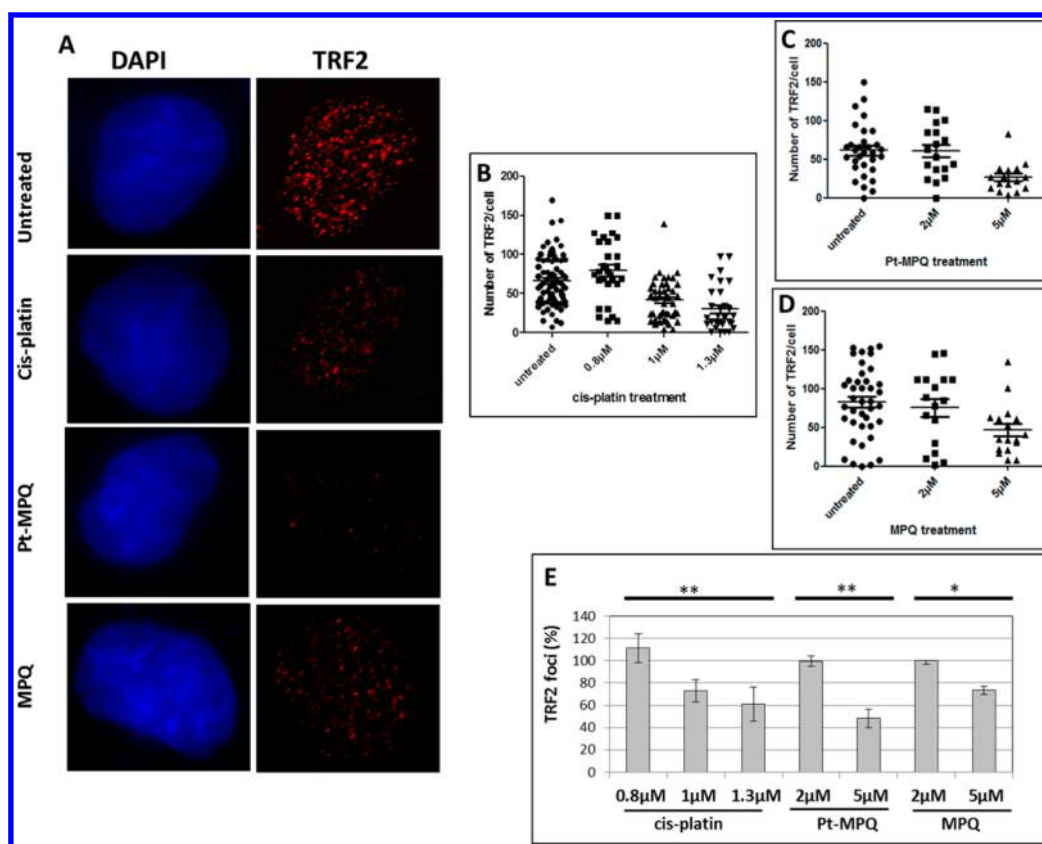 A
DAPI
TRF2
Untreated
Cis-platin
Pt-MPQ
MPQ
B
Number of TRF2/cell
200
150
100
50
0
untreated
0.8µM
1µM
1.3µM
cis-platin treatment
C
Number of TRF2/cell
200
150
100
50
0
untreated
2µM
5µM
Pt-MPQ treatment
D
Number of TRF2/cell
200
150
100
50
0
untreated
2µM
5µM
MPQ treatment
E
** ** *
TRF2 foci (%)
140
120
100
80
60
40
20
0
0.8µM 1µM 1.3µM 2µM 5µM 2µM 5µM
cis-platin Pt-MPQ MPQ